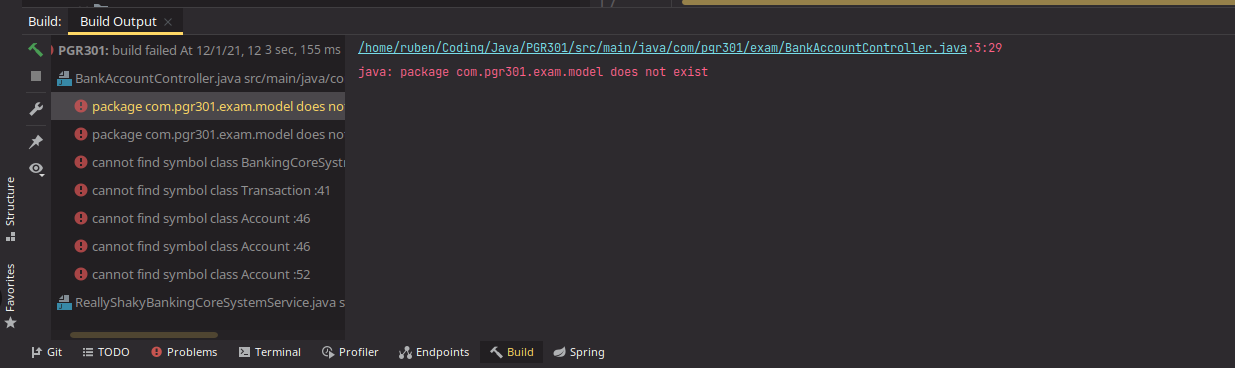 Build: Build Output ×
PGR301: build failed At 12/1/21, 12 3 sec, 155 ms
/home/ruben/Coding/Java/PGR301/src/main/java/com/pgr301/exam/BankAccountController.java:3:29
java: package com.pgr301.exam.model does not exist
BankAccountController.java src/main/java/co
package com.pgr301.exam.model does no
package com.pgr301.exam.model does no
cannot find symbol class BankingCoreSyst
cannot find symbol class Transaction :41
cannot find symbol class Account :46
cannot find symbol class Account :46
cannot find symbol class Account :52
ReallyShakyBankingCoreSystemService.java s
Structure
Favorites
Git TODO Problems Terminal Profiler Endpoints Build Spring